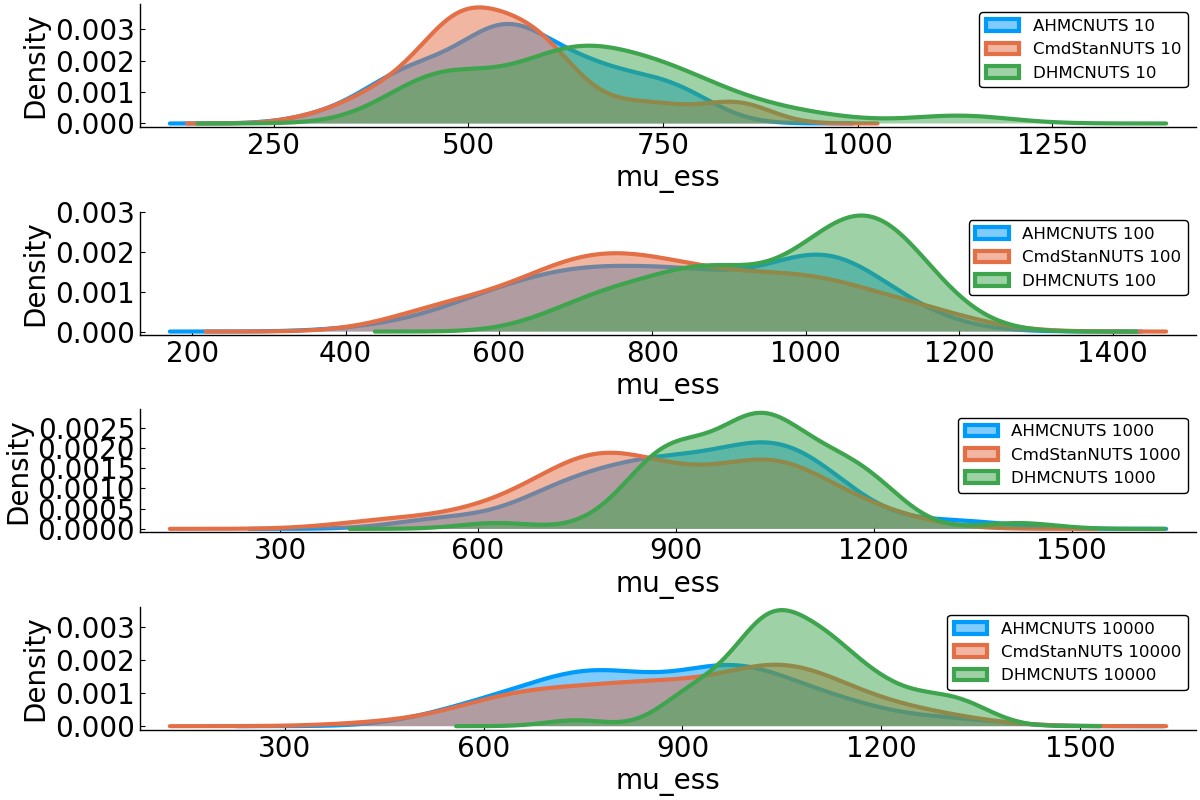 Density
0.003
0.002
0.001
0.000
250 500 750 1000 1250
mu_ess
AHMCNUTS 10
CmdStanNUTS 10
DHMCNUTS 10
Density
0.003
0.002
0.001
0.000
200 400 600 800 1000 1200 1400
mu_ess
AHMCNUTS 100
CmdStanNUTS 100
DHMCNUTS 100
Density
0.0025
0.0020
0.0015
0.0010
0.0005
0.0000
300 600 900 1200 1500
mu_ess
AHMCNUTS 1000
CmdStanNUTS 1000
DHMCNUTS 1000
Density
0.003
0.002
0.001
0.000
300 600 900 1200 1500
mu_ess
AHMCNUTS 10000
CmdStanNUTS 10000
DHMCNUTS 10000